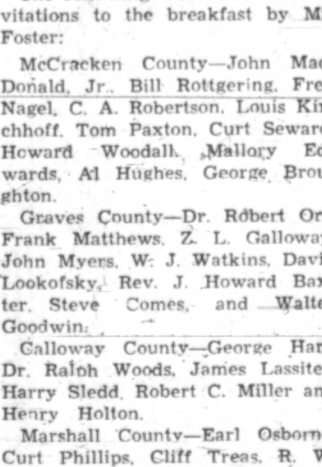 vitations to the breakfast by M
Foster:
McCracken County—John Mac
Donald, Jr., Bill Rottgering, Fre
Nagel, C. A. Robertson, Louis Kir
chhoff, Tom Paxton, Curt Sewar
Howard Woodall, Mallory Ed
wards, Al Hughes, George Brou
ghton.
Graves County—Dr. Robert Or
Frank Matthews, Z. L. Galloway
John Myers, W. J. Watkins, Davi
Lookofsky, Rev. J. Howard Bax
ter, Steve Comes, and Walte
Goodwin.
Calloway County—George Har
Dr. Ralph Woods, James Lassite
Harry Sledd, Robert C. Miller an
Henry Holton.
Marshall County—Earl Osborn
Curt Phillips, Cliff Treas, R. W